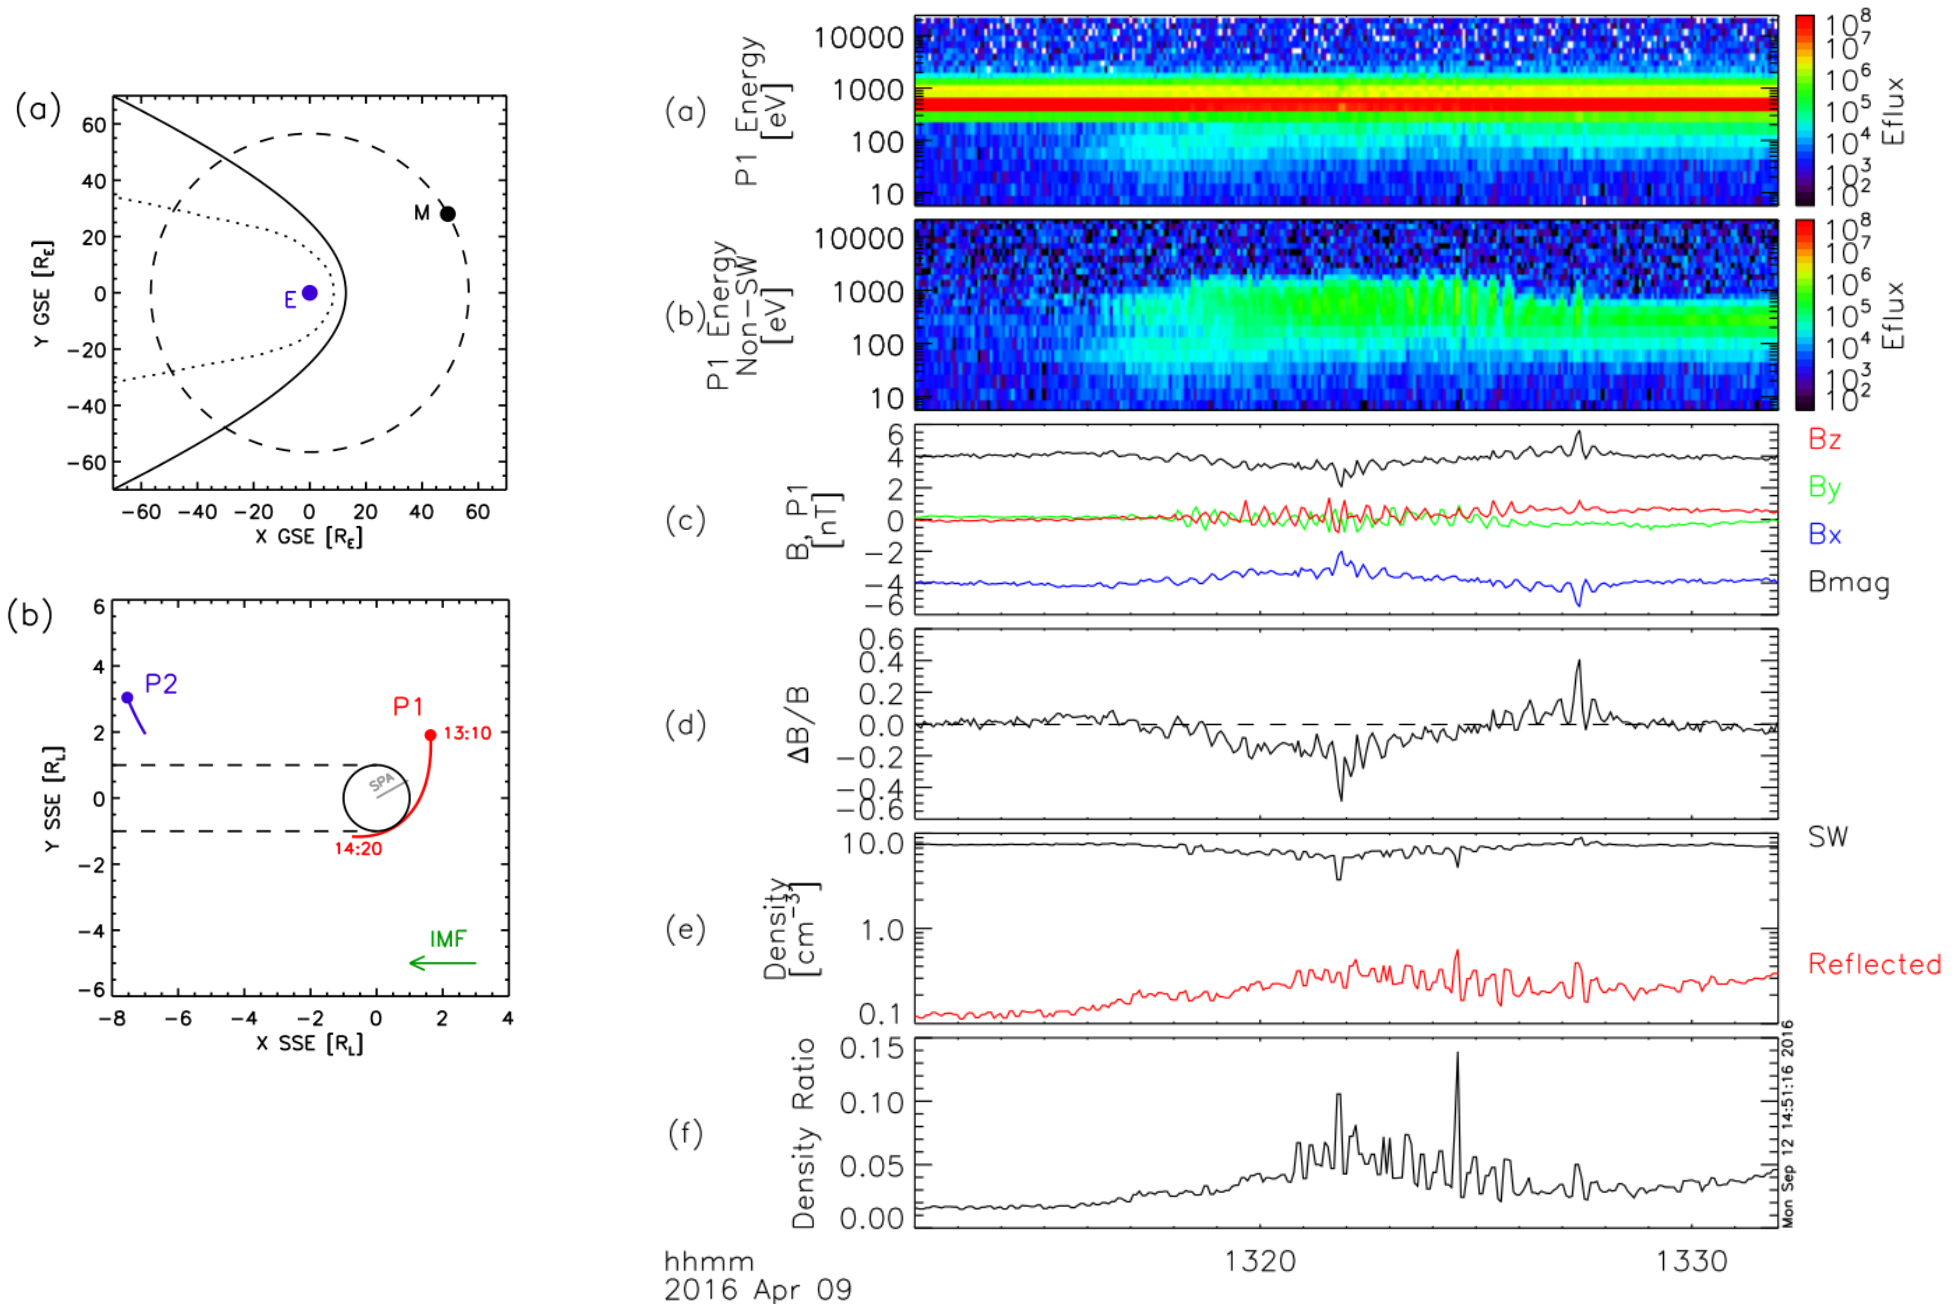 (a)
60
40
20
0
−20
−40
−60
Y GSE [RE]
M
E
−60 −40 −20 0 20 40 60
X GSE [RE]
(b)
6
4
2
0
−2
−4
−6
Y SSE [RL]
P2
P1
13:10
SPA
14:20
IMF
−8 −6 −4 −2 0 2 4
X SSE [RL]
(a)
P1 Energy
[eV]
10000
1000
100
10
10^8
10^7
10^6
10^5
10^4
10^3
10^2
Eflux
(b)
P1 Energy
Non−SW
[eV]
10000
1000
100
10
10^8
10^7
10^6
10^5
10^4
10^3
10^2
Eflux
(c)
B, P1
[nT]
6
4
2
0
−2
−4
−6
Bz
By
Bx
Bmag
(d)
ΔB/B
0.6
0.4
0.2
0.0
−0.2
−0.4
−0.6
(e)
Density
[cm−3]
10.0
1.0
0.1
SW
Reflected
(f)
Density Ratio
0.15
0.10
0.05
0.00
Mon Sep 12 14:51:16 2016
hhmm 1320 1330
2016 Apr 09